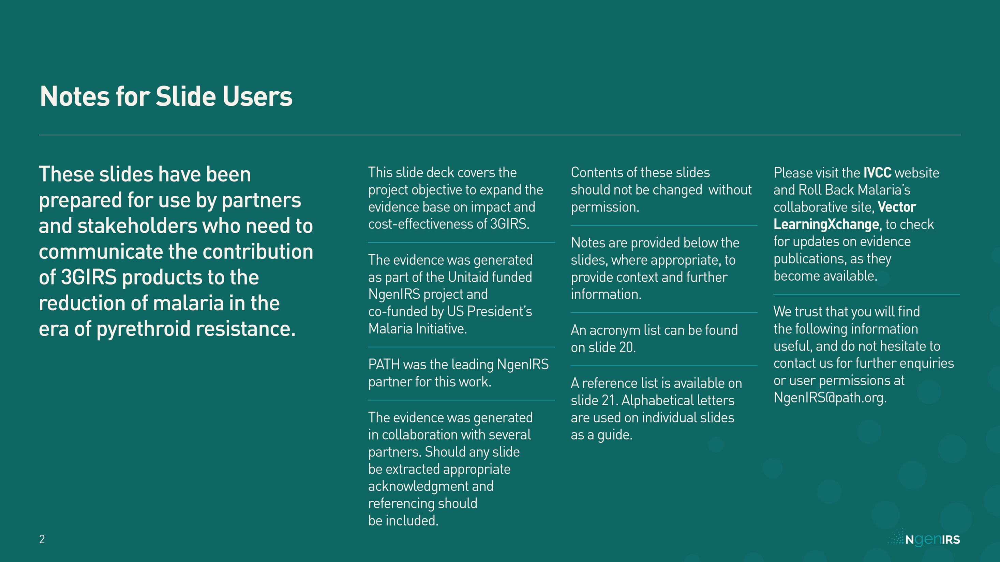 Notes for Slide Users
These slides have been
prepared for use by partners
and stakeholders who need to
communicate the contribution
of 3GIRS products to the
reduction of malaria in the
era of pyrethroid resistance.
This slide deck covers the
project objective to expand the
evidence base on impact and
cost-effectiveness of 3GIRS.
The evidence was generated
as part of the Unitaid funded
NgenIRS project and
co-funded by US President’s
Malaria Initiative.
PATH was the leading NgenIRS
partner for this work.
The evidence was generated
in collaboration with several
partners. Should any slide
be extracted appropriate
acknowledgment and
referencing should
be included.
Contents of these slides
should not be changed  without
permission.
Notes are provided below the
slides, where appropriate, to
provide context and further
information.
An acronym list can be found
on slide 20.
A reference list is available on
slide 21. Alphabetical letters
are used on individual slides
as a guide.
Please visit the IVCC website
and Roll Back Malaria’s
collaborative site, Vector
LearningXchange, to check
for updates on evidence
publications, as they
become available.
We trust that you will find
the following information
useful, and do not hesitate to
contact us for further enquiries
or user permissions at
NgenIRS@path.org.
2
NgenIRS